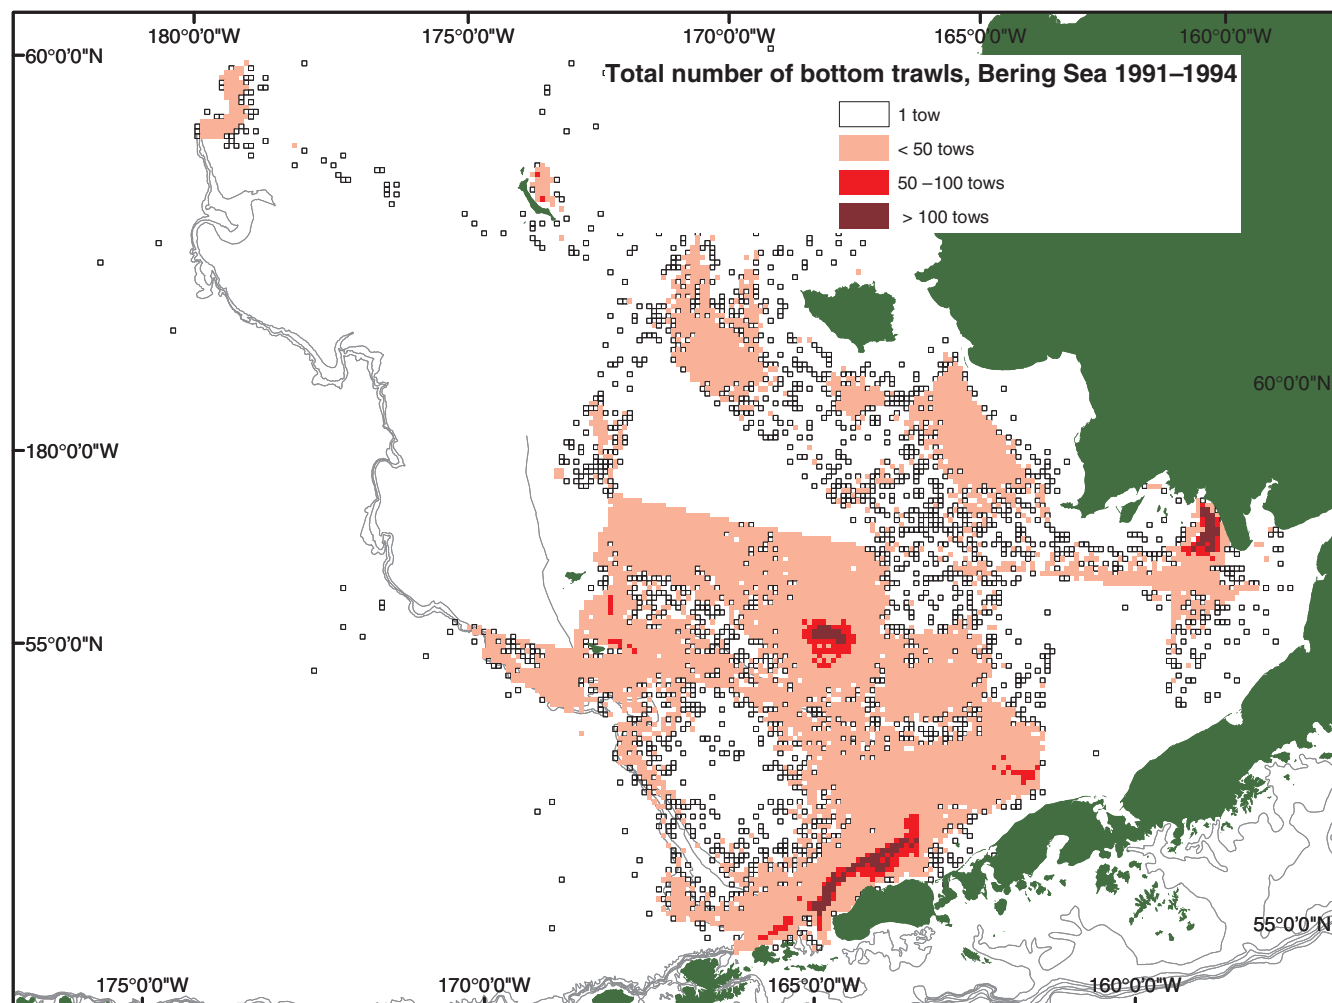 180°0'0"W
175°0'0"W
170°0'0"W
165°0'0"W
160°0'0"W
60°0'0"N
Total number of bottom trawls, Bering Sea 1991–1994
1 tow
< 50 tows
50 –100 tows
> 100 tows
60°0'0"N
180°0'0"W
55°0'0"N
55°0'0"N
175°0'0"W
170°0'0"W
165°0'0"W
160°0'0"W